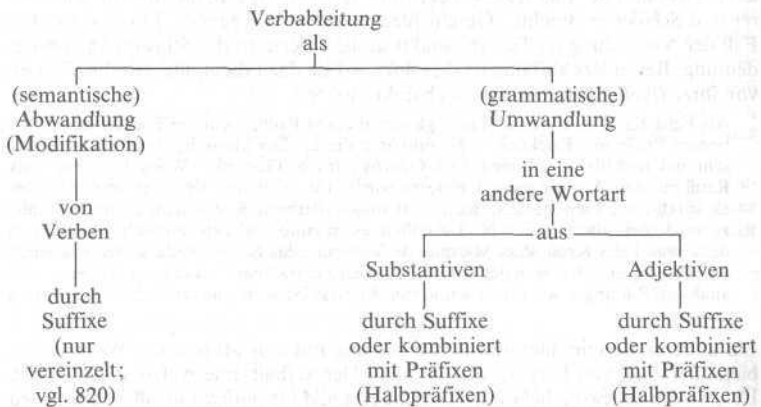 Verbableitung
als
(semantische)
Abwandlung
(Modifikation)
von
Verben
durch
Suffixe
(nur
vereinzelt;
vgl. 820)
(grammatische)
Umwandlung
in eine
andere Wortart
aus
Substantiven
durch Suffixe
oder kombiniert
mit Präfixen
(Halbpräfixen)
Adjektiven
durch Suffixe
oder kombiniert
mit Präfixen
(Halbpräfixen)